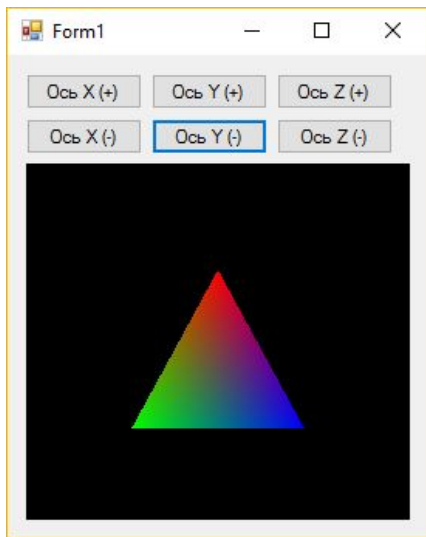 Form1
Ось X (+) Ось Y (+) Ось Z (+)
Ось X (-) Ось Y (-) Ось Z (-)